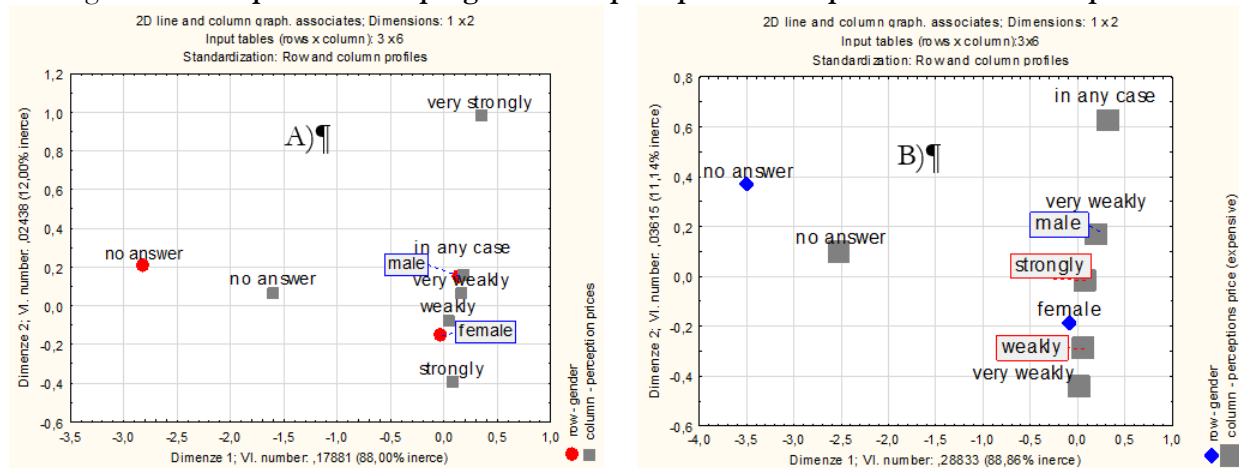 2D line and column graph. associates; Dimensions: 1 x2
Input tables (rows x column): 3 x6
Standardization: Row and column profiles
1,2
1,0
0,8
0,6
0,4
0,2
0,0
-0,2
-0,4
-0,6
Dimenze 2; VI. number: ,02438 (12,00% inerce)
very strongly
A)¶
no answer
no answer
in any case
male
very weakly
weakly
female
strongly
-3,5 -3,0 -2,5 -2,0 -1,5 -1,0 -0,5 0,0 0,5 1,0
Dimenze 1; VI. number: ,17881 (88,00% inerce)
row - gender
column - perception prices
2D line and column graph. associates; Dimensions: 1 x2
Input tables (rows x column):3x6
Standardization: Row and column profiles
0,8
0,6
0,4
0,2
0,0
-0,2
-0,4
-0,6
Dimenze 2; VI. number: ,03615 (11,14% inerce)
in any case
B)¶
no answer
very weakly
male
no answer
strongly
female
weakly
very weakly
-4,0 -3,5 -3,0 -2,5 -2,0 -1,5 -1,0 -0,5 0,0 0,5 1,0
Dimenze 1; VI. number: ,28833 (88,86% inerce)
row - gender
column - perceptions price (expensive)